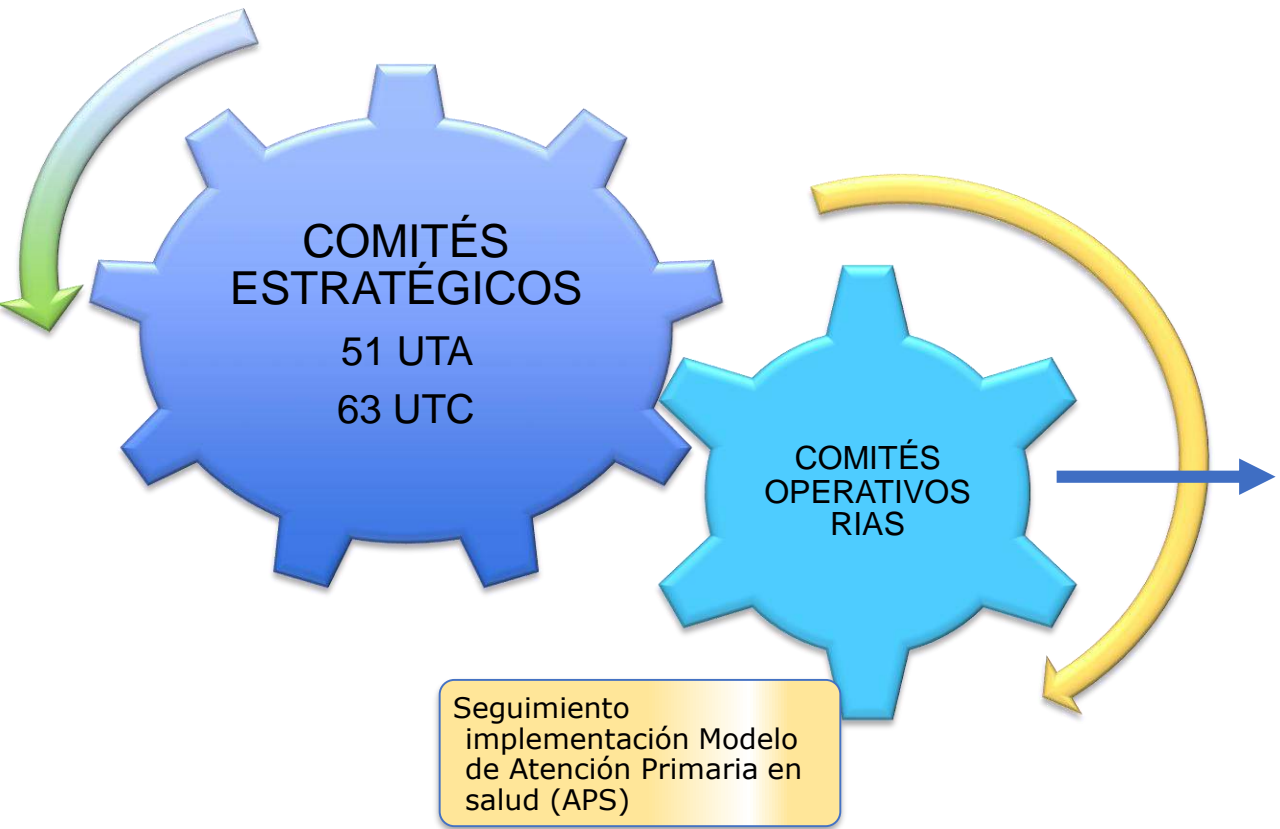 COMITÉS
ESTRATÉGICOS
51 UTA
63 UTC
COMITÉS
OPERATIVOS
RIAS
Seguimiento
implementación Modelo
de Atención Primaria en
salud (APS)